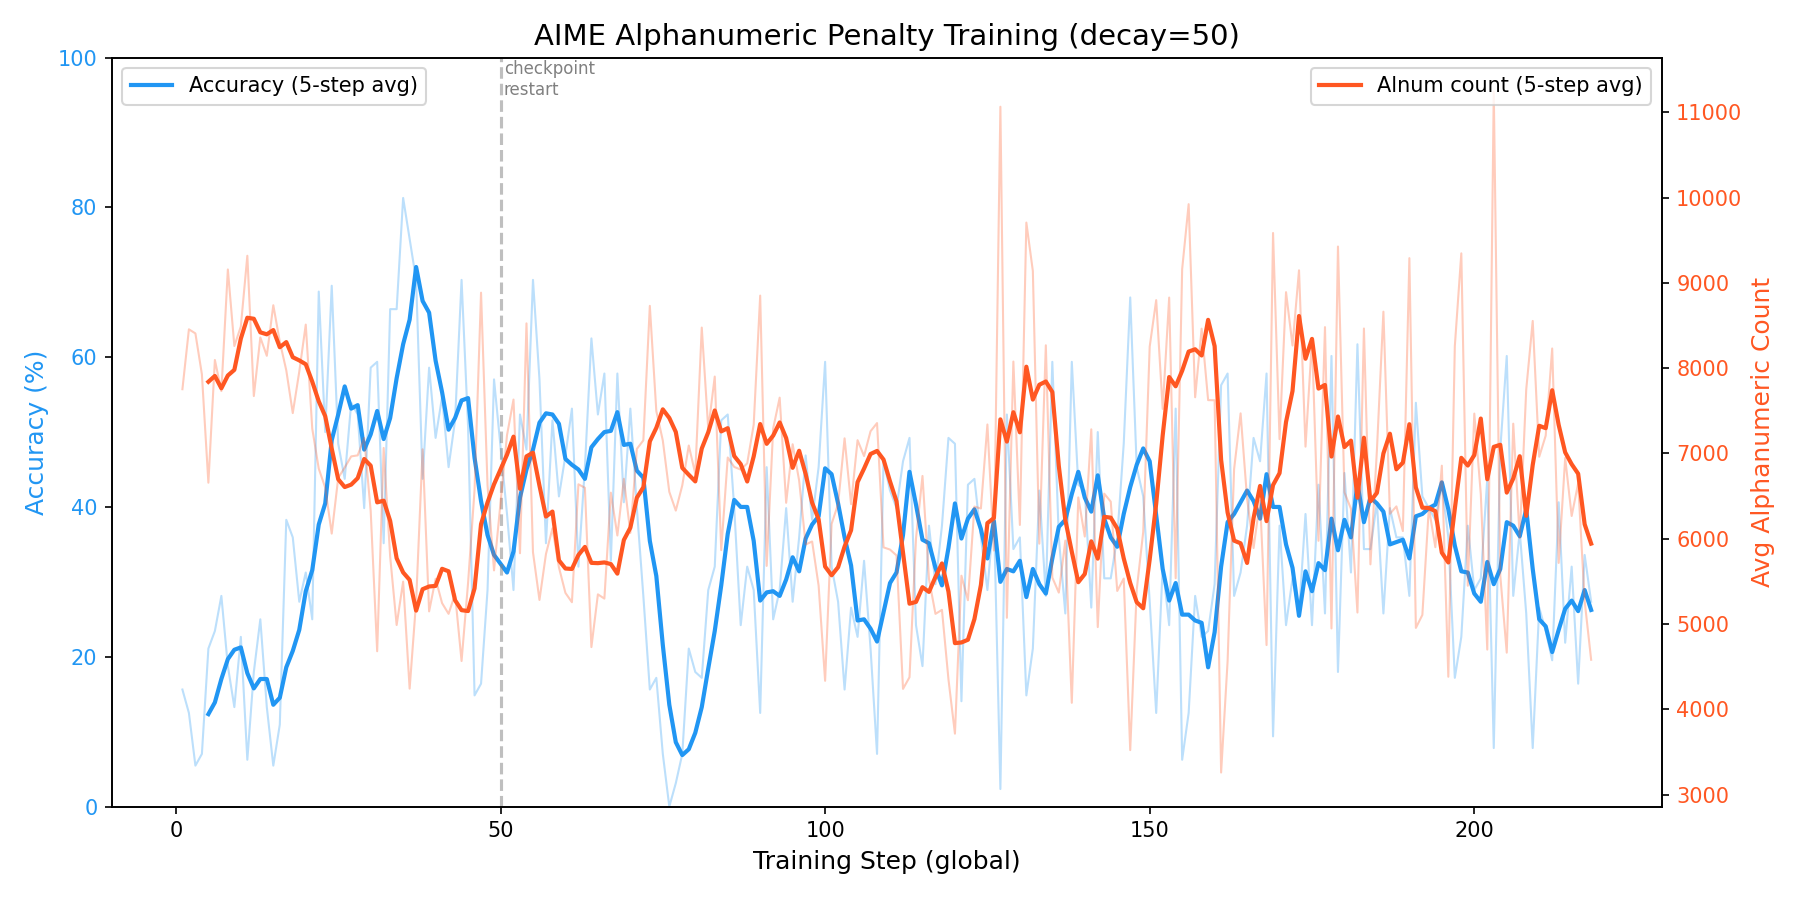 AIME Alphanumeric Penalty Training (decay=50)
Accuracy (5-step avg)
checkpoint
restart
Alnum count (5-step avg)
Accuracy (%)
100
80
60
40
20
0
11000
10000
9000
8000
7000
6000
5000
4000
3000
Avg Alphanumeric Count
0
50
100
150
200
Training Step (global)